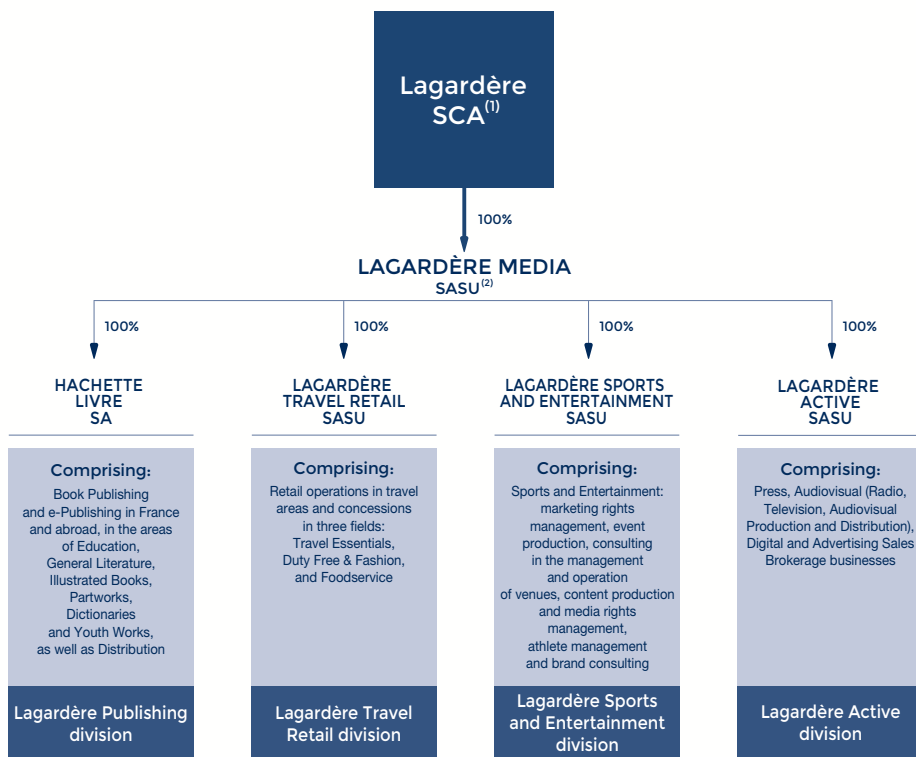 Lagardère
SCA(1)
100%
LAGARDÈRE MEDIA
SASU(2)
100%
100%
100%
100%
HACHETTE
LIVRE
SA
Comprising:
Book Publishing
and e-Publishing in France
and abroad, in the areas
of Education,
General Literature,
Illustrated Books,
Partworks,
Dictionaries
and Youth Works,
as well as Distribution
Lagardère Publishing
division
LAGARDÈRE
TRAVEL RETAIL
SASU
Comprising:
Retail operations in travel
areas and concessions
in three fields:
Travel Essentials,
Duty Free & Fashion,
and Foodservice
Lagardère Travel
Retail division
LAGARDÈRE SPORTS
AND ENTERTAINMENT
SASU
Comprising:
Sports and Entertainment:
marketing rights
management, event
production, consulting
in the management
and operation
of venues, content production
and media rights
management,
athlete management
and brand consulting
Lagardère Sports
and Entertainment
division
LAGARDÈRE
ACTIVE
SASU
Comprising:
Press, Audiovisual (Radio,
Television, Audiovisual
Production and Distribution),
Digital and Advertising Sales
Brokerage businesses
Lagardère Active
division